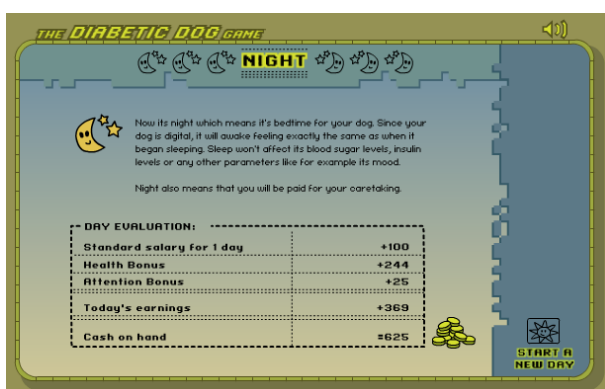 THE DIABETIC DOG GAME
NIGHT
Now its night which means it's bedtime for your dog. Since your
dog is digital, it will awake feeling exactly the same as when it
began sleeping. Sleep won't affect its blood sugar levels, insulin
levels or any other parameters like for example its mood.
Night also means that you will be paid for your caretaking.
DAY EVALUATION:
Standard salary for 1 day +100
Health Bonus +244
Attention Bonus +25
Today's earnings +369
Cash on hand =625
START A
NEW DAY